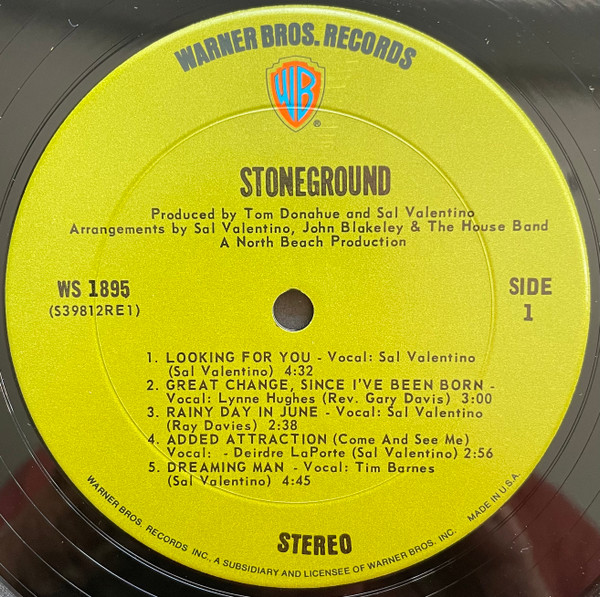 WARNER BROS. RECORDS
WB
®
STONEGROUND
Produced by Tom Donahue and Sal Valentino
Arrangements by Sal Valentino, John Blakeley & The House Band
A North Beach Production
WS 1895
(S39812RE1)
SIDE
1
1. LOOKING FOR YOU - Vocal: Sal Valentino
(Sal Valentino) 4:32
2. GREAT CHANGE, SINCE I'VE BEEN BORN -
Vocal: Lynne Hughes (Rev. Gary Davis) 3:00
3. RAINY DAY IN JUNE - Vocal: Sal Valentino
(Ray Davies) 2:38
4. ADDED ATTRACTION (Come And See Me)
Vocal: - Deirdre LaPorte (Sal Valentino) 2:56
5. DREAMING MAN - Vocal: Tim Barnes
(Sal Valentino) 4:45
STEREO
WARNER BROS. RECORDS INC., A SUBSIDIARY AND LICENSEE OF WARNER BROS. INC. MADE IN U.S.A.